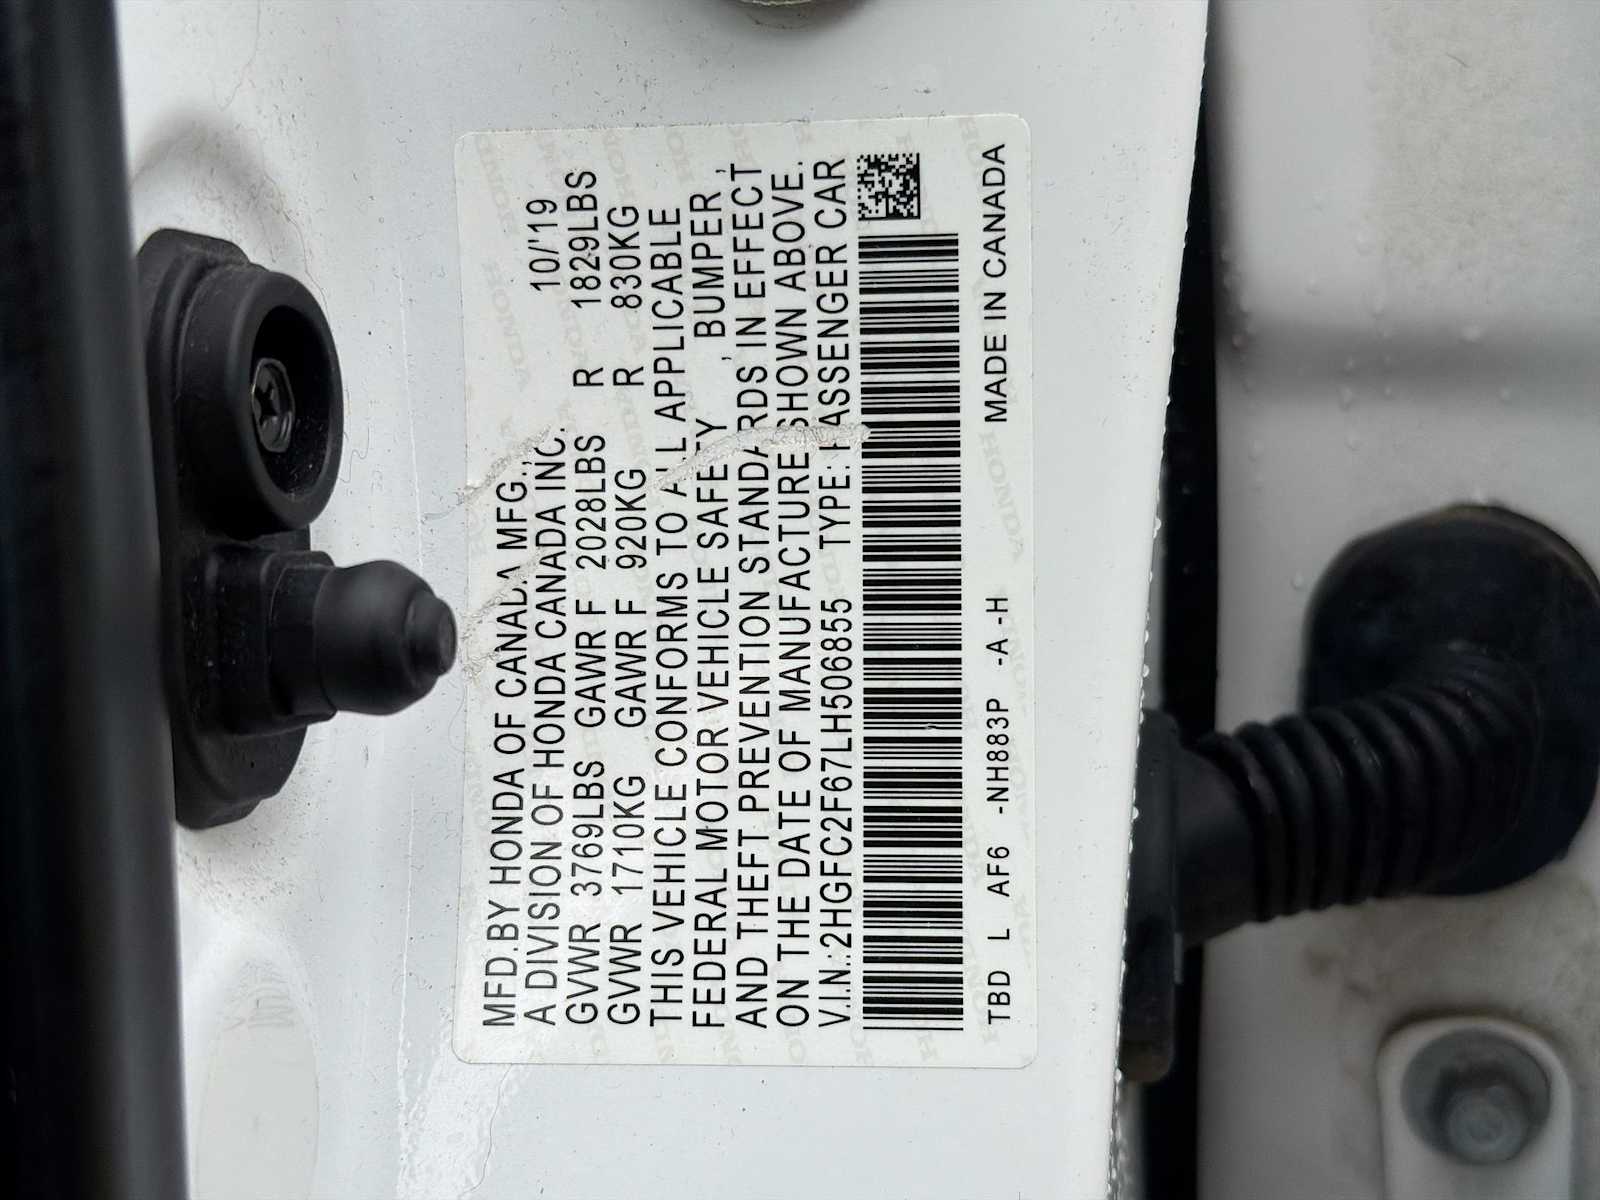 MFD.BY HONDA OF CANADA MFG., 10/'19
A DIVISION OF HONDA CANADA INC.
GVWR 3769LBS GAWR F 2028LBS R 1829LBS
GVWR 1710KG GAWR F 920KG R 830KG
THIS VEHICLE CONFORMS TO ALL APPLICABLE
FEDERAL MOTOR VEHICLE SAFETY , BUMPER ,
AND THEFT PREVENTION STANDARDS IN EFFECT
ON THE DATE OF MANUFACTURE SHOWN ABOVE.
V.I.N.: 2HGFC2F67LH506855 TYPE: PASSENGER CAR
TBD L AF6 -NH883P -A -H MADE IN CANADA